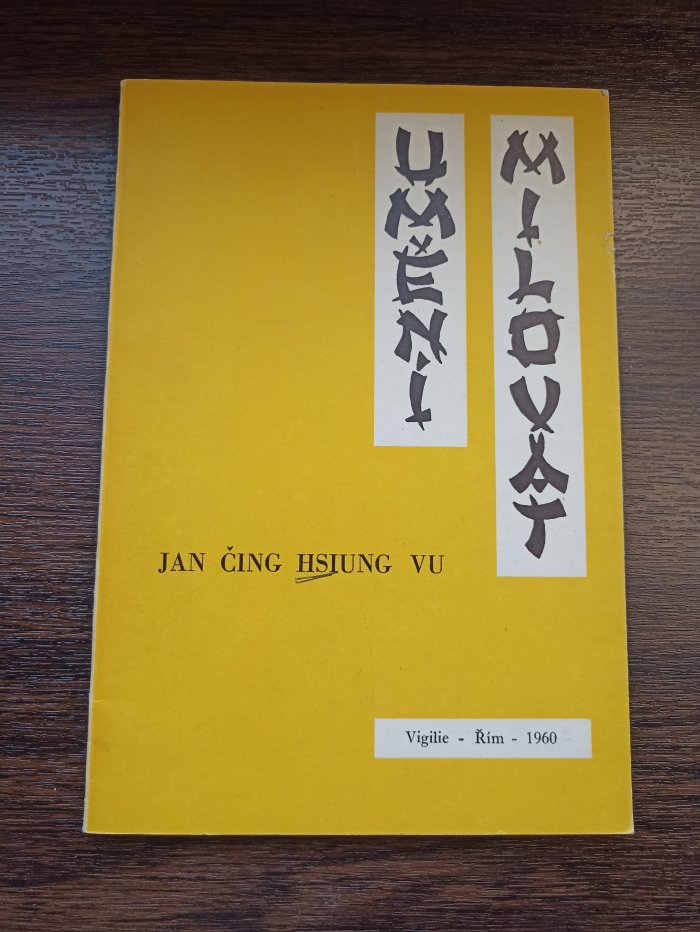 UMĚNÍ
MILOVAT
JAN ČING HSIUNG VU
Vigilie - Řím - 1960